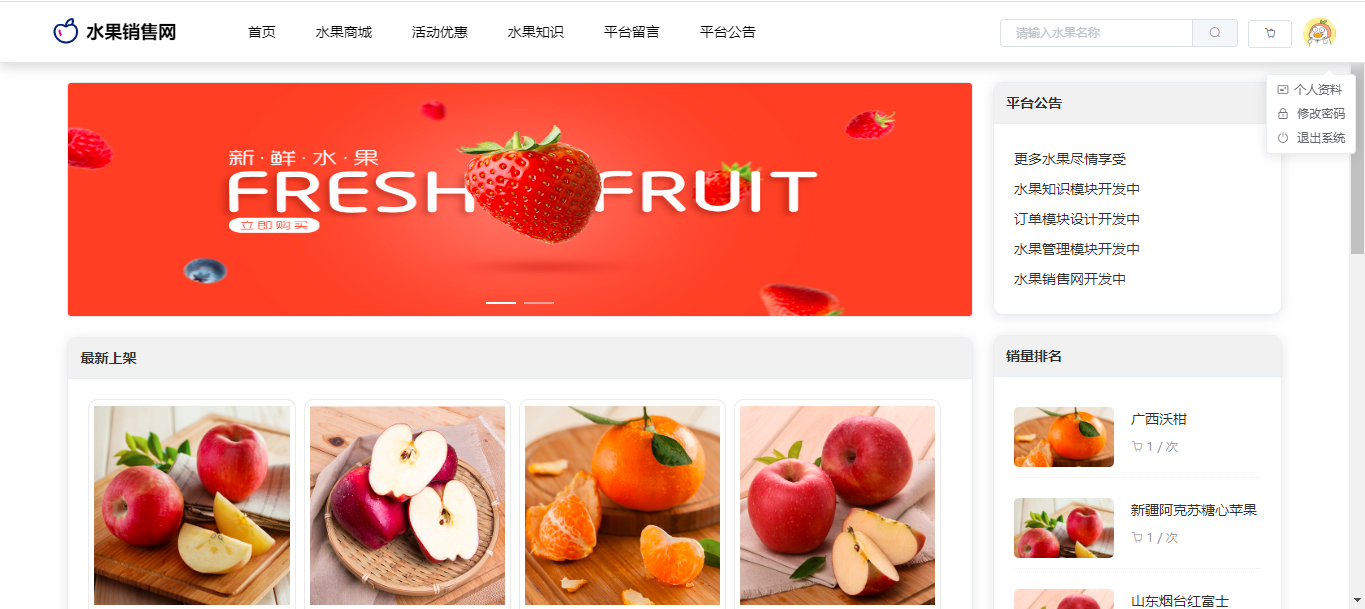 水果销售网
首页
水果商城
活动优惠
水果知识
平台留言
平台公告
请输入水果名称
个人资料
修改密码
退出系统
新·鲜·水·果
FRESH FRUIT
立即购买
平台公告
更多水果尽情享受
水果知识模块开发中
订单模块设计开发中
水果管理模块开发中
水果销售网开发中
最新上架
销量排名
广西沃柑
1 / 次
新疆阿克苏糖心苹果
1 / 次
山东烟台红富士